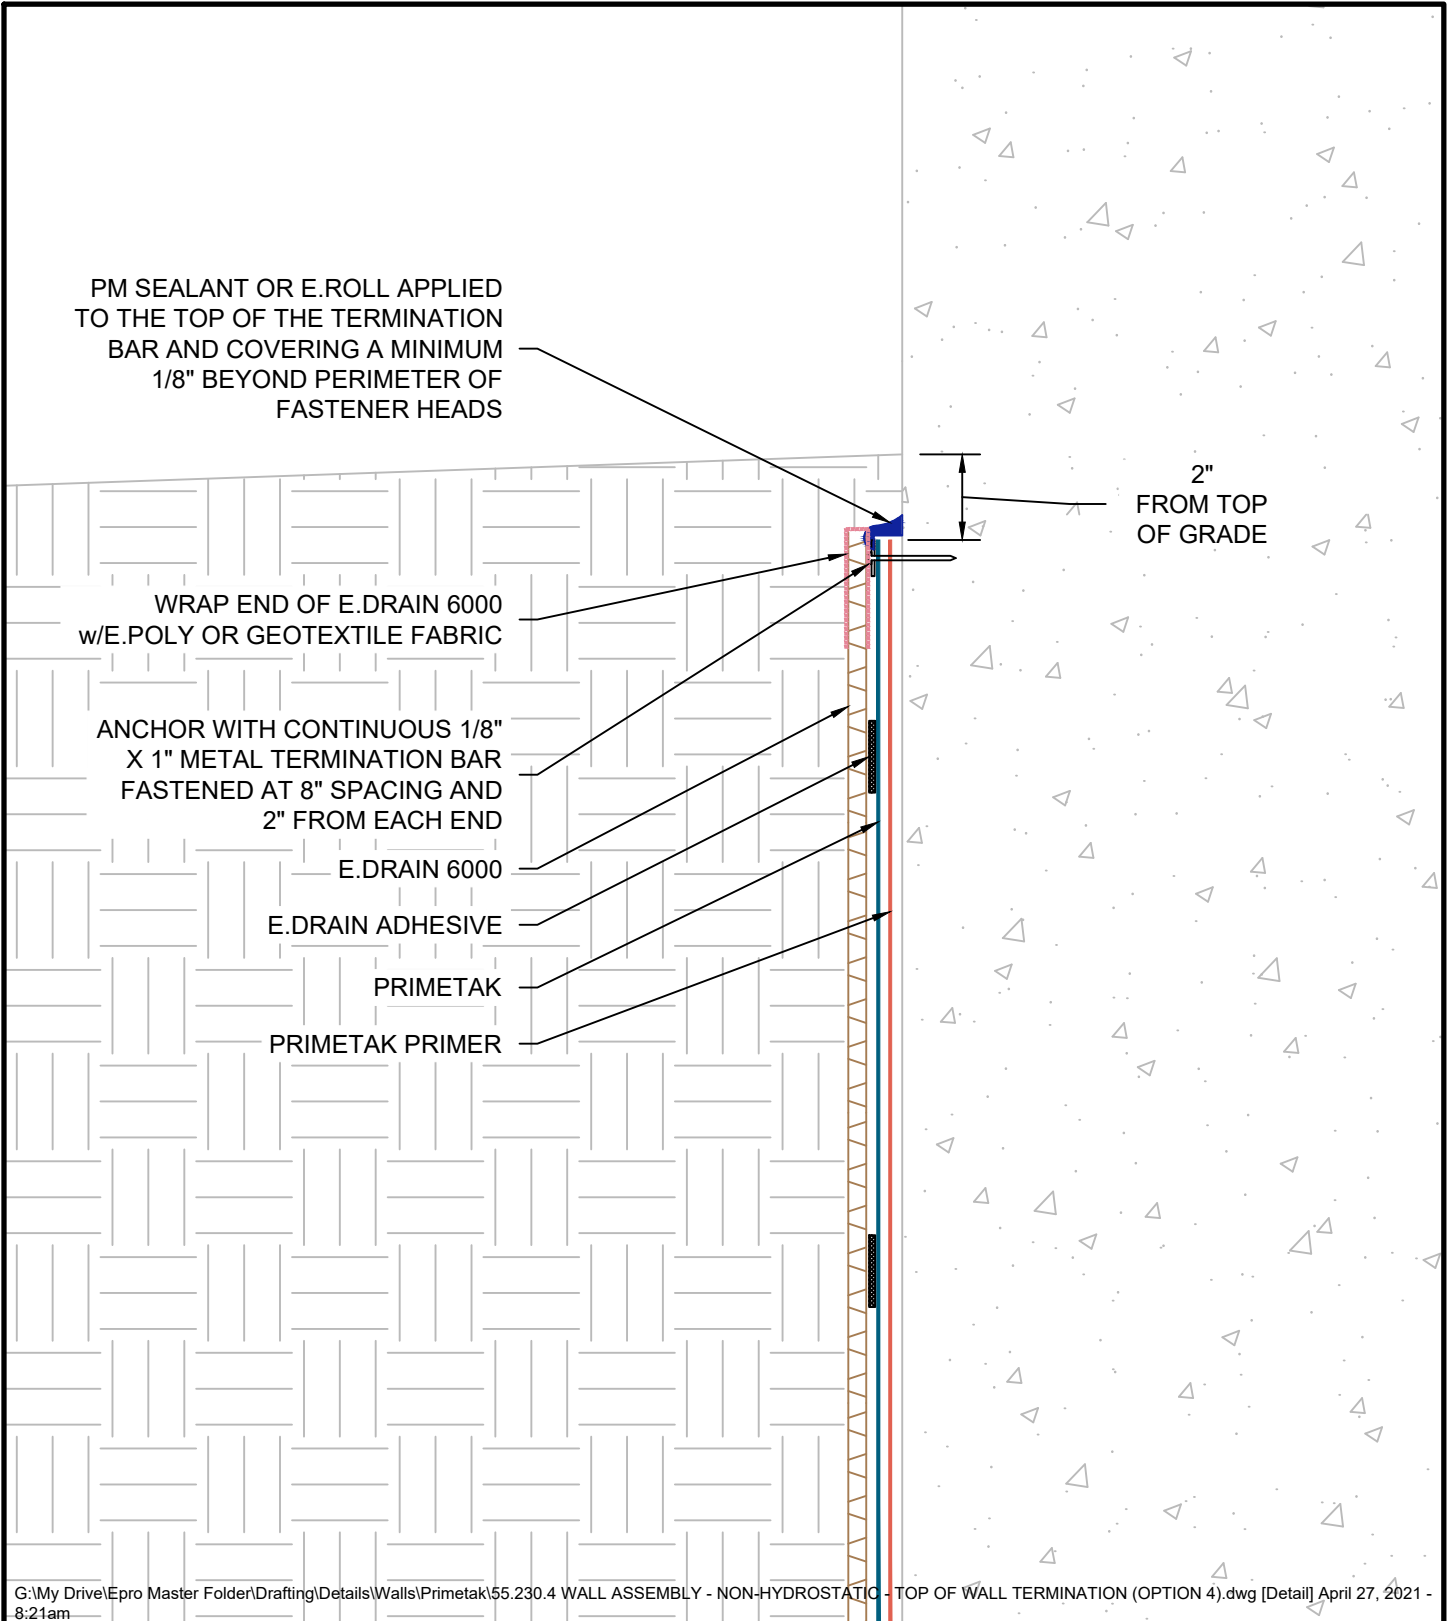 PM SEALANT OR E.ROLL APPLIED
TO THE TOP OF THE TERMINATION
BAR AND COVERING A MINIMUM
1/8" BEYOND PERIMETER OF
FASTENER HEADS
2"
FROM TOP
OF GRADE
WRAP END OF E.DRAIN 6000
w/E.POLY OR GEOTEXTILE FABRIC
ANCHOR WITH CONTINUOUS 1/8"
X 1" METAL TERMINATION BAR
FASTENED AT 8" SPACING AND
2" FROM EACH END
E.DRAIN 6000
E.DRAIN ADHESIVE
PRIMETAK
PRIMETAK PRIMER
G:\My Drive\Epro Master Folder\Drafting\Details\Walls\Primetak\55.230.4 WALL ASSEMBLY - NON-HYDROSTATIC - TOP OF WALL TERMINATION (OPTION 4).dwg [Detail] April 27, 2021 -
8:21am